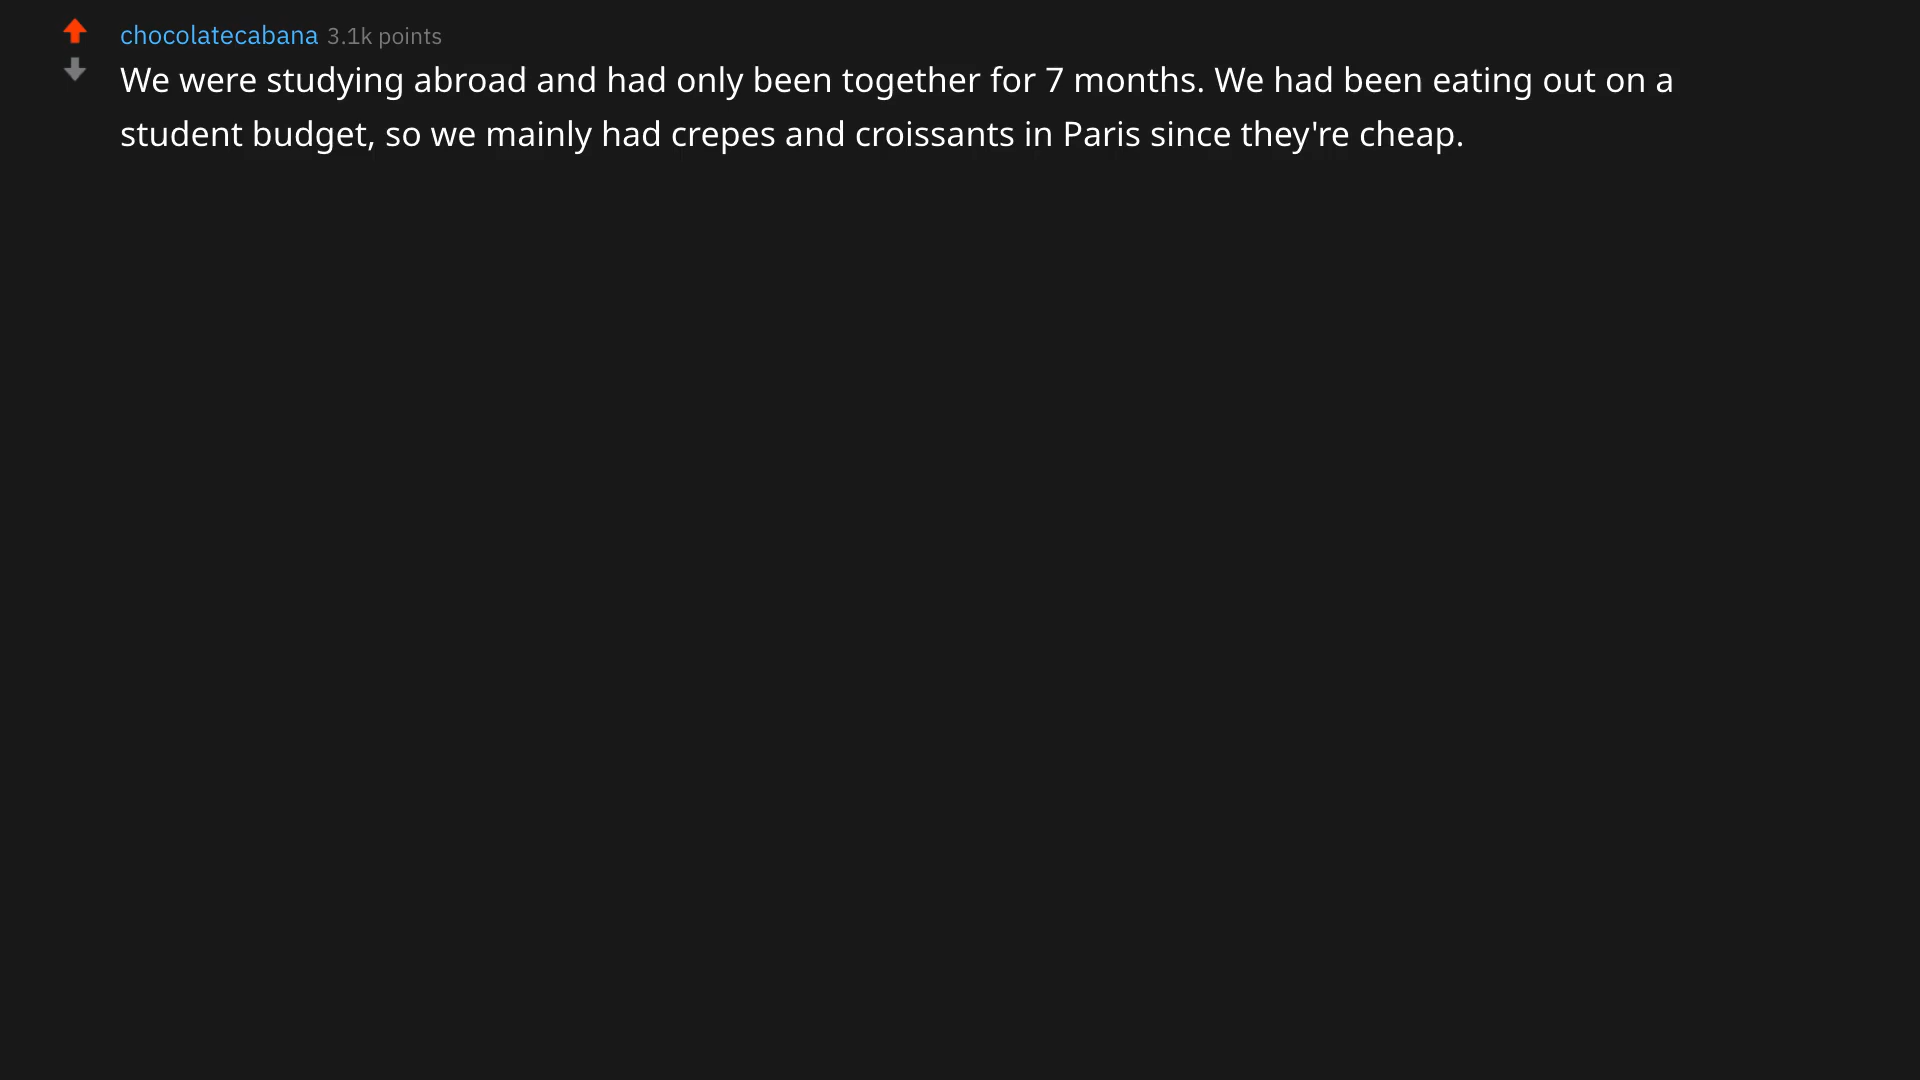 chocolatecabana 3.1k points
We were studying abroad and had only been together for 7 months. We had been eating out on a
student budget, so we mainly had crepes and croissants in Paris since they're cheap.